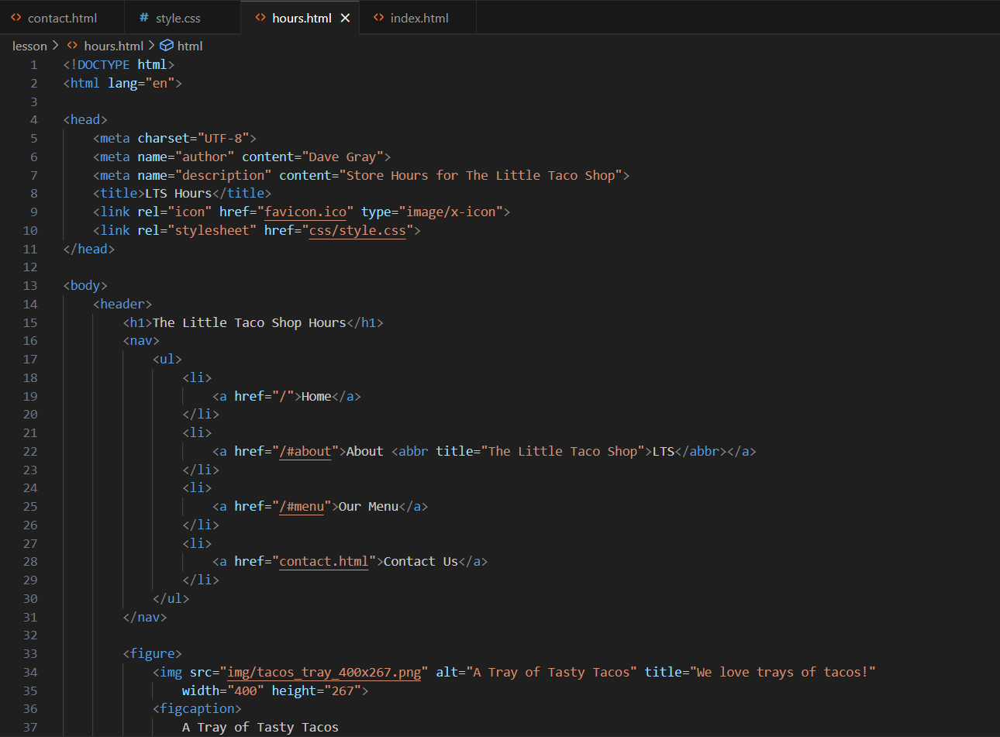 contact.html
# style.css
hours.html
index.html
lesson > hours.html > html
1 <!DOCTYPE html>
2 <html lang="en">
3
4 <head>
5     <meta charset="UTF-8">
6     <meta name="author" content="Dave Gray">
7     <meta name="description" content="Store Hours for The Little Taco Shop">
8     <title>LTS Hours</title>
9     <link rel="icon" href="favicon.ico" type="image/x-icon">
10     <link rel="stylesheet" href="css/style.css">
11 </head>
12
13 <body>
14     <header>
15         <h1>The Little Taco Shop Hours</h1>
16         <nav>
17             <ul>
18                 <li>
19                     <a href="/">Home</a>
20                 </li>
21                 <li>
22                     <a href="/#about">About <abbr title="The Little Taco Shop">LTS</abbr></a>
23                 </li>
24                 <li>
25                     <a href="/#menu">Our Menu</a>
26                 </li>
27                 <li>
28                     <a href="contact.html">Contact Us</a>
29                 </li>
30             </ul>
31         </nav>
32
33         <figure>
34             <img src="img/tacos_tray_400x267.png" alt="A Tray of Tasty Tacos" title="We love trays of tacos!"
35                 width="400" height="267">
36             <figcaption>
37                 A Tray of Tasty Tacos